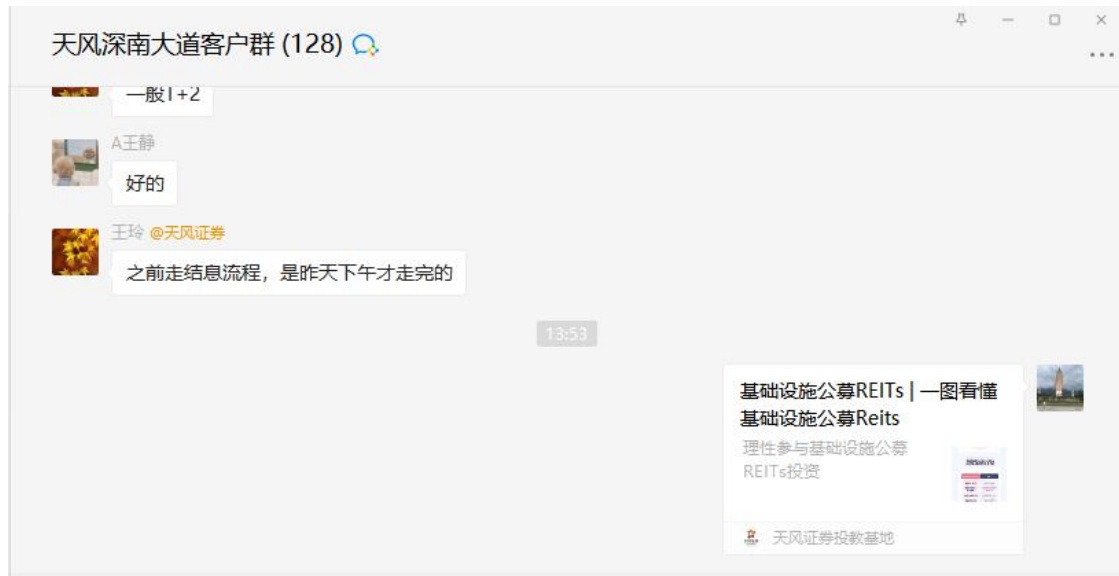 天风深南大道客户群 (128)
一般T+2
A王静
好的
王玲 @天风证券
之前走结息流程，是昨天下午才走完的
13:53
基础设施公募REITs | 一图看懂
基础设施公募Reits
理性参与基础设施公募
REITs投资
天风证券投教基地